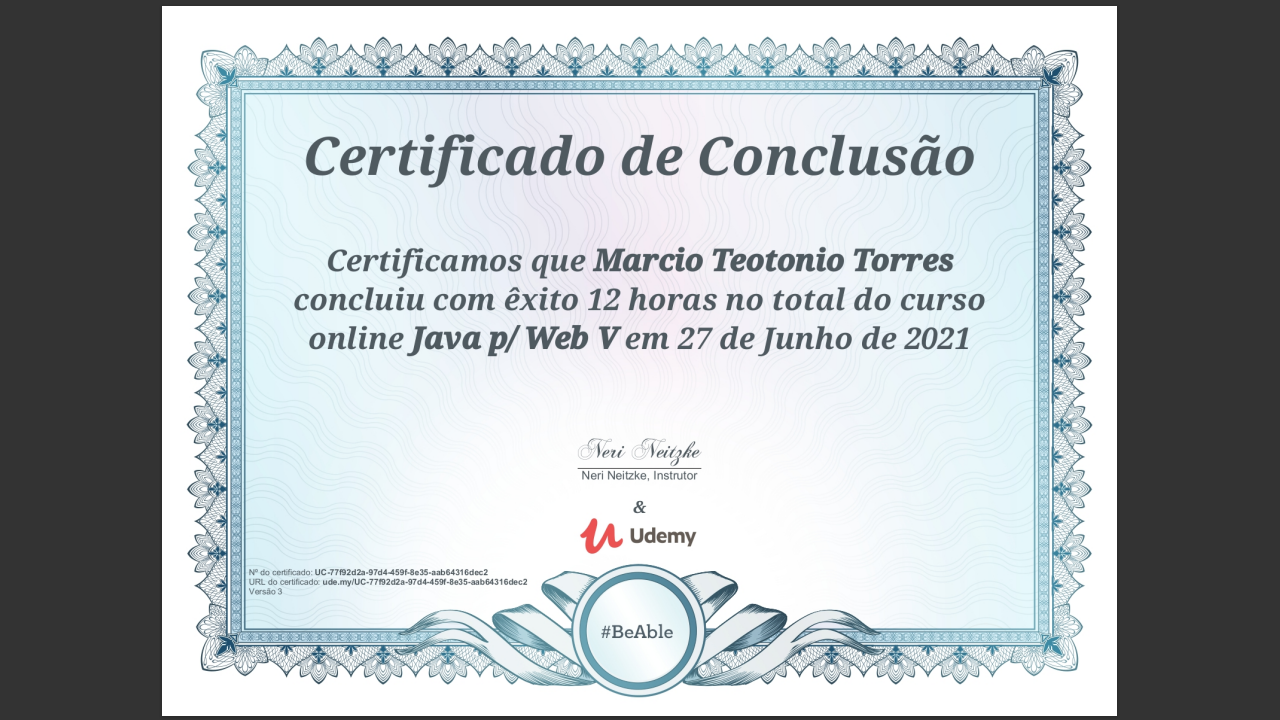 Certificado de Conclusão
Certificamos que Marcio Teotonio Torres
concluiu com êxito 12 horas no total do curso
online Java p/ Web V em 27 de Junho de 2021
Neri Neitzke
Neri Neitzke, Instrutor
&
Udemy
Nº do certificado: UC-77f92d2a-97d4-459f-8e35-aab64316dec2
URL do certificado: ude.my/UC-77f92d2a-97d4-459f-8e35-aab64316dec2
Versão 3
#BeAble